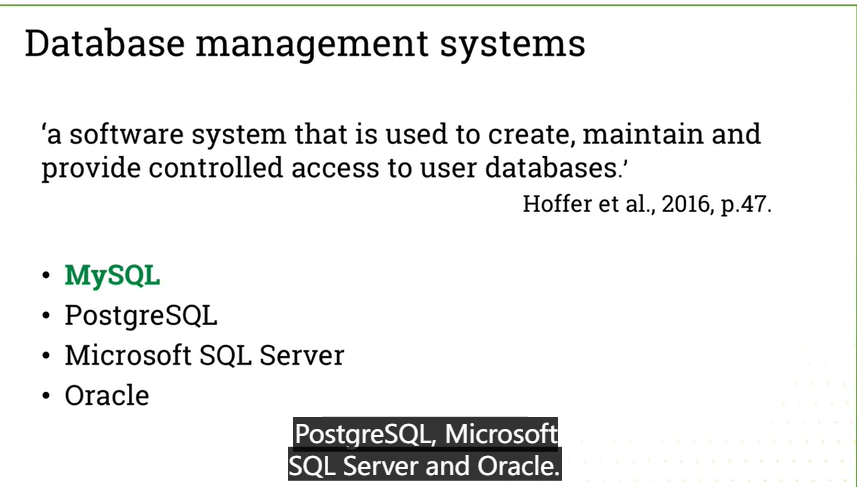 Database management systems
‘a software system that is used to create, maintain and
provide controlled access to user databases.’
Hoffer et al., 2016, p.47.
• MySQL
• PostgreSQL
• Microsoft SQL Server
• Oracle
PostgreSQL, Microsoft
SQL Server and Oracle.